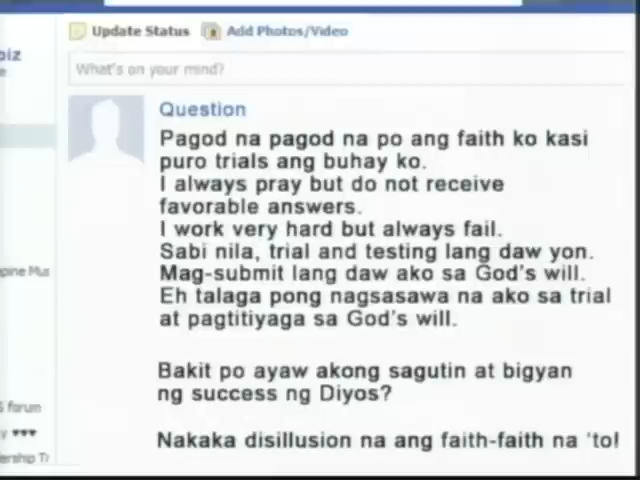 Update Status
Add Photos/Video
What's on your mind?
Question
Pagod na pagod na po ang faith ko kasi
puro trials ang buhay ko.
I always pray but do not receive
favorable answers.
I work very hard but always fail.
Sabi nila, trial and testing lang daw yon.
Mag-submit lang daw ako sa God's will.
Eh talaga pong nagsasawa na ako sa trial
at pagtitiyaga sa God's will.
Bakit po ayaw akong sagutin at bigyan
ng success ng Diyos?
Nakaka disillusion na ang faith-faith na 'to!
forum